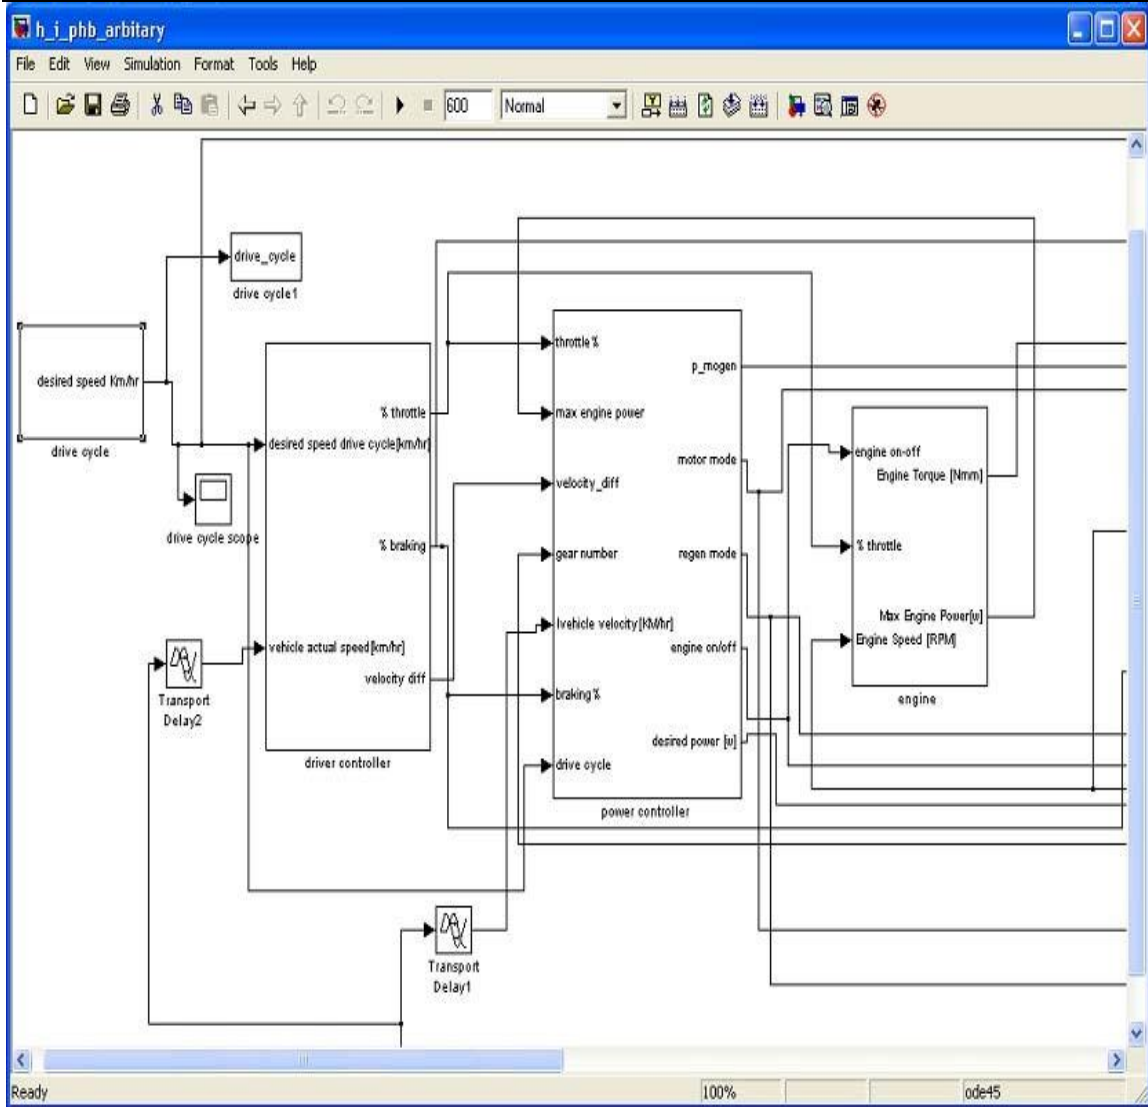 h_i_phb_arbitary
File Edit View Simulation Format Tools Help
600 Normal
drive_cycle
drive cycle1
desired speed Km/hr
drive cycle
% throttle
desired speed drive cycle[km/hr]
% braking
vehicle actual speed[km/hr]
velocity diff
driver controller
drive cycle scope
Transport
Delay2
throttle %
p_mogen
max engine power
motor mode
velocity_diff
gear number
regen mode
lvehicle velocity[KM/hr]
engine on/off
braking %
desired power [w]
drive cycle
power controller
engine on-off
Engine Torque [Nmm]
% throttle
Max Engine Power[w]
Engine Speed [RPM]
engine
Transport
Delay1
Ready 100% ode45